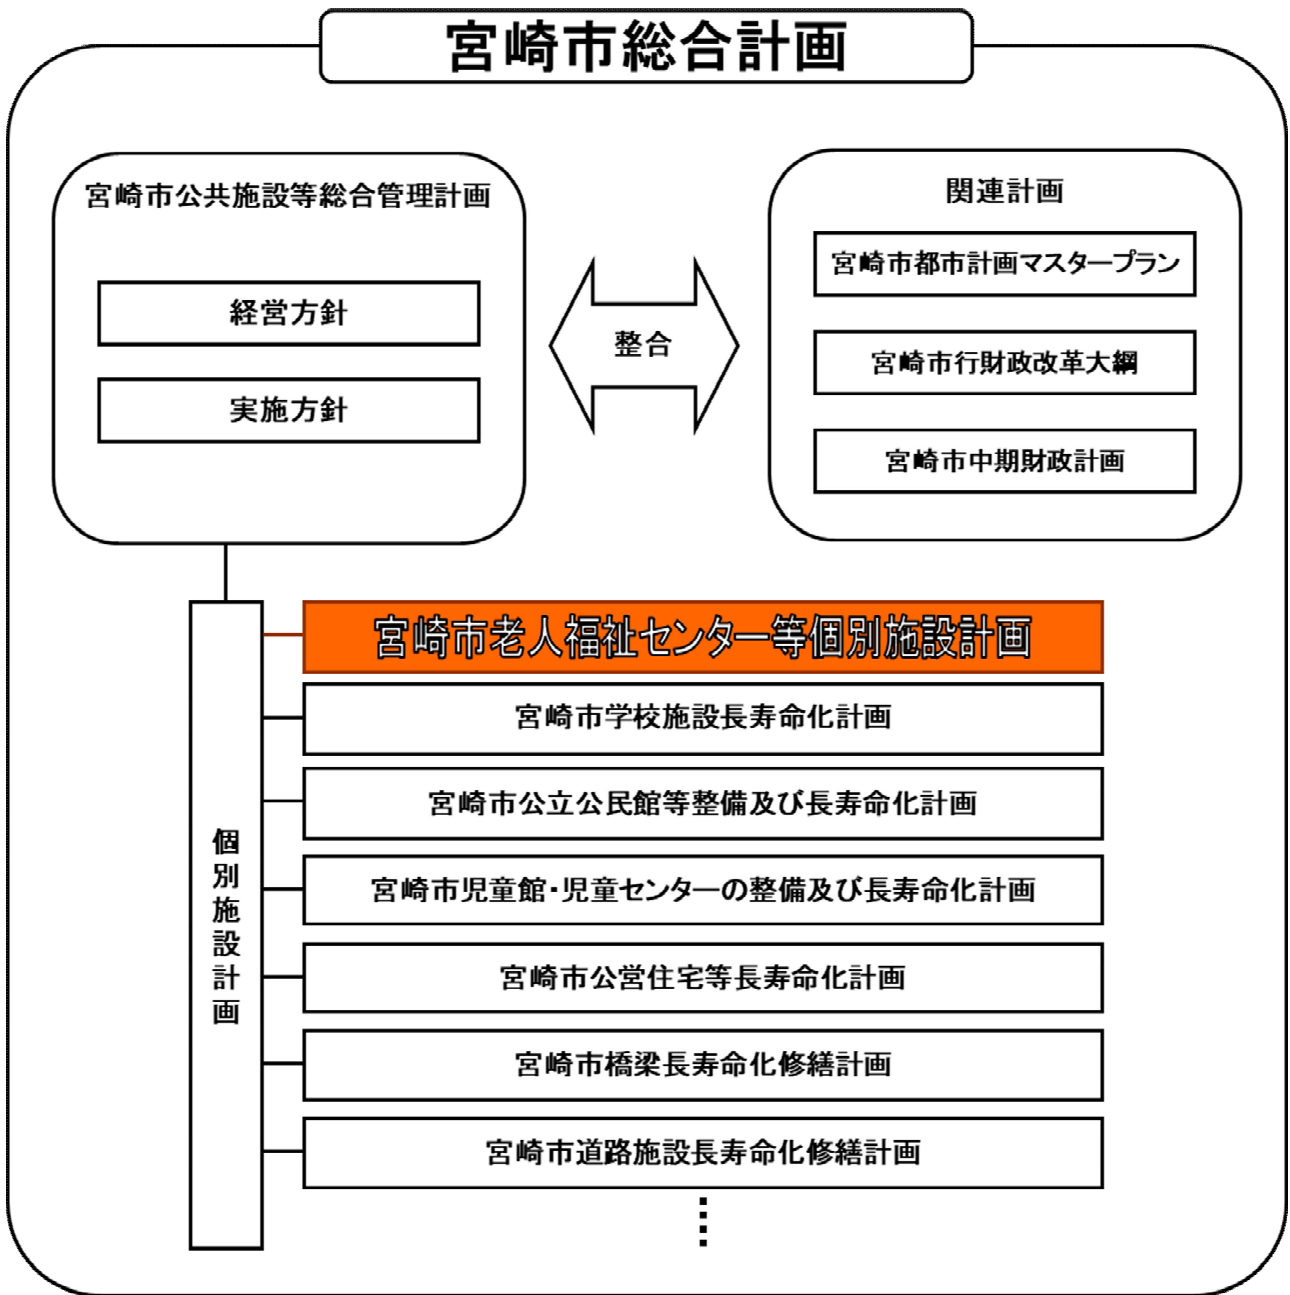 宮崎市総合計画
宮崎市公共施設等総合管理計画
経営方針
実施方針
整合
関連計画
宮崎市都市計画マスタープラン
宮崎市行財政改革大綱
宮崎市中期財政計画
個別施設計画
宮崎市老人福祉センター等個別施設計画
宮崎市学校施設長寿命化計画
宮崎市公立公民館等整備及び長寿命化計画
宮崎市児童館・児童センターの整備及び長寿命化計画
宮崎市公営住宅等長寿命化計画
宮崎市橋梁長寿命化修繕計画
宮崎市道路施設長寿命化修繕計画